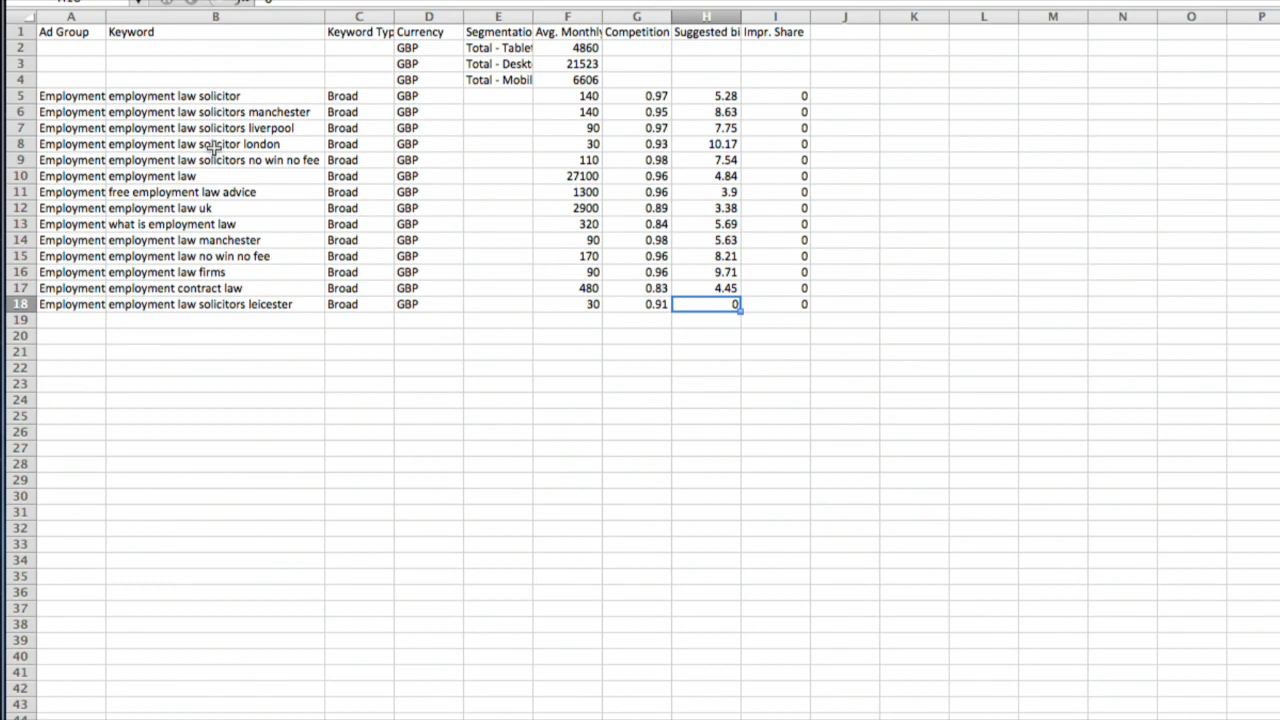 A B C D E F G H I J K L M N O P
1 Ad Group Keyword Keyword Typ Currency Segmentatio Avg. Monthly Competition Suggested bi Impr. Share
2 GBP Total - Table 4860
3 GBP Total - Deskt 21523
4 GBP Total - Mobil 6606
5 Employment employment law solicitor Broad GBP 140 0.97 5.28 0
6 Employment employment law solicitors manchester Broad GBP 140 0.95 8.63 0
7 Employment employment law solicitors liverpool Broad GBP 90 0.97 7.75 0
8 Employment employment law solicitor london Broad GBP 30 0.93 10.17 0
9 Employment employment law solicitors no win no fee Broad GBP 110 0.98 7.54 0
10 Employment employment law Broad GBP 27100 0.96 4.84 0
11 Employment free employment law advice Broad GBP 1300 0.96 3.9 0
12 Employment employment law uk Broad GBP 2900 0.89 3.38 0
13 Employment what is employment law Broad GBP 320 0.84 5.69 0
14 Employment employment law manchester Broad GBP 90 0.98 5.63 0
15 Employment employment law no win no fee Broad GBP 170 0.96 8.21 0
16 Employment employment law firms Broad GBP 90 0.96 9.71 0
17 Employment employment contract law Broad GBP 480 0.83 4.45 0
18 Employment employment law solicitors leicester Broad GBP 30 0.91 0 0
19
20
21
22
23
24
25
26
27
28
29
30
31
32
33
34
35
36
37
38
39
40
41
42
43